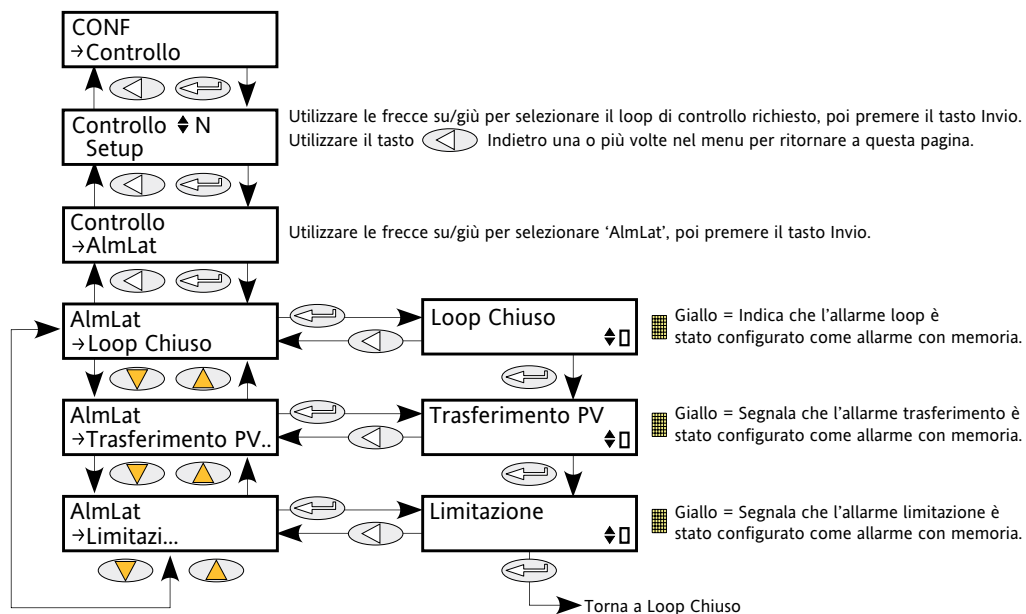 CONF
→Controllo
Controllo ♦ N
Setup
Utilizzare le frecce su/giù per selezionare il loop di controllo richiesto, poi premere il tasto Invio.
Utilizzare il tasto Indietro una o più volte nel menu per ritornare a questa pagina.
Controllo
→AlmLat
Utilizzare le frecce su/giù per selezionare ‘AlmLat’, poi premere il tasto Invio.
AlmLat
→Loop Chiuso
Loop Chiuso
Giallo = Indica che l’allarme loop è
stato configurato come allarme con memoria.
AlmLat
→Trasferimento PV..
Trasferimento PV
Giallo = Segnala che l’allarme trasferimento è
stato configurato come allarme con memoria.
AlmLat
→Limitazi...
Limitazione
Giallo = Segnala che l’allarme limitazione è
stato configurato come allarme con memoria.
Torna a Loop Chiuso